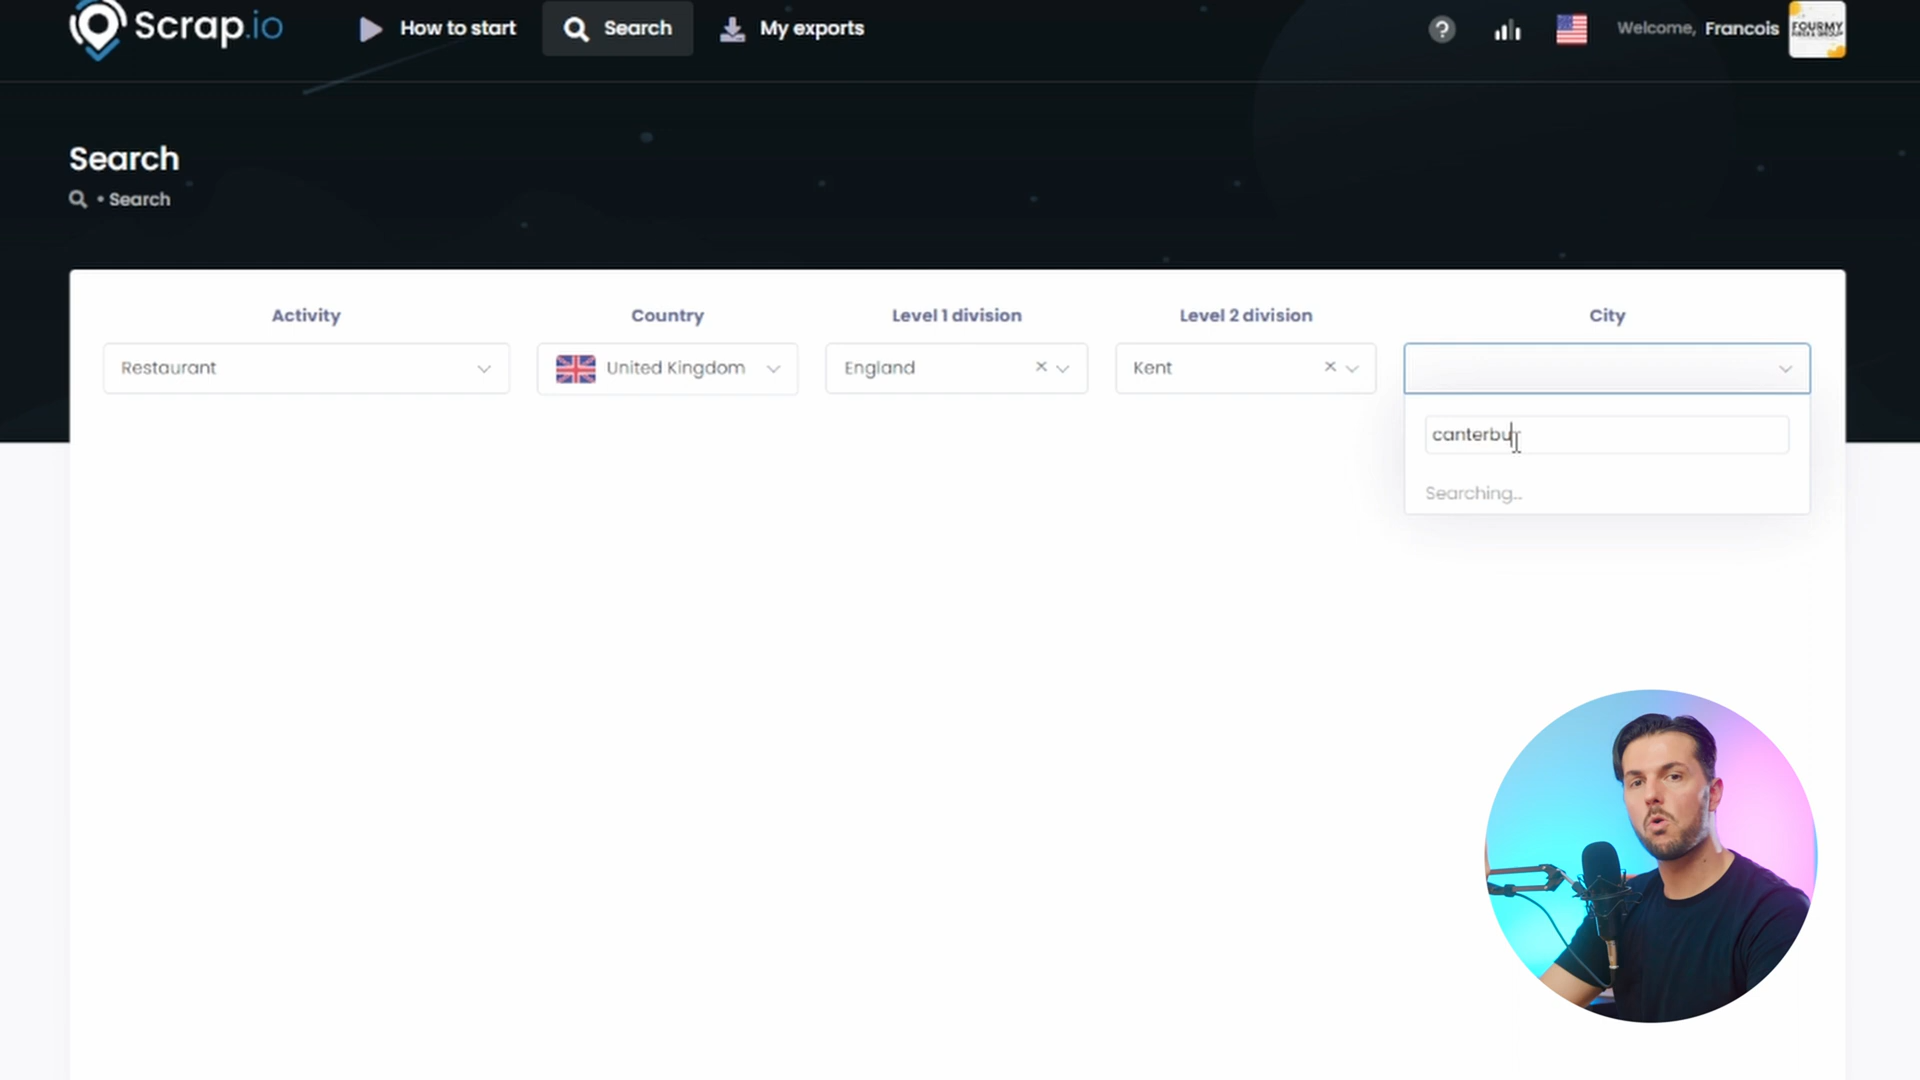 Scrap.io
How to start
Search
My exports
Welcome, Francois
FOURMY
Search
• Search
Activity
Country
Level 1 division
Level 2 division
City
Restaurant
United Kingdom
England
Kent
canterbu
Searching...